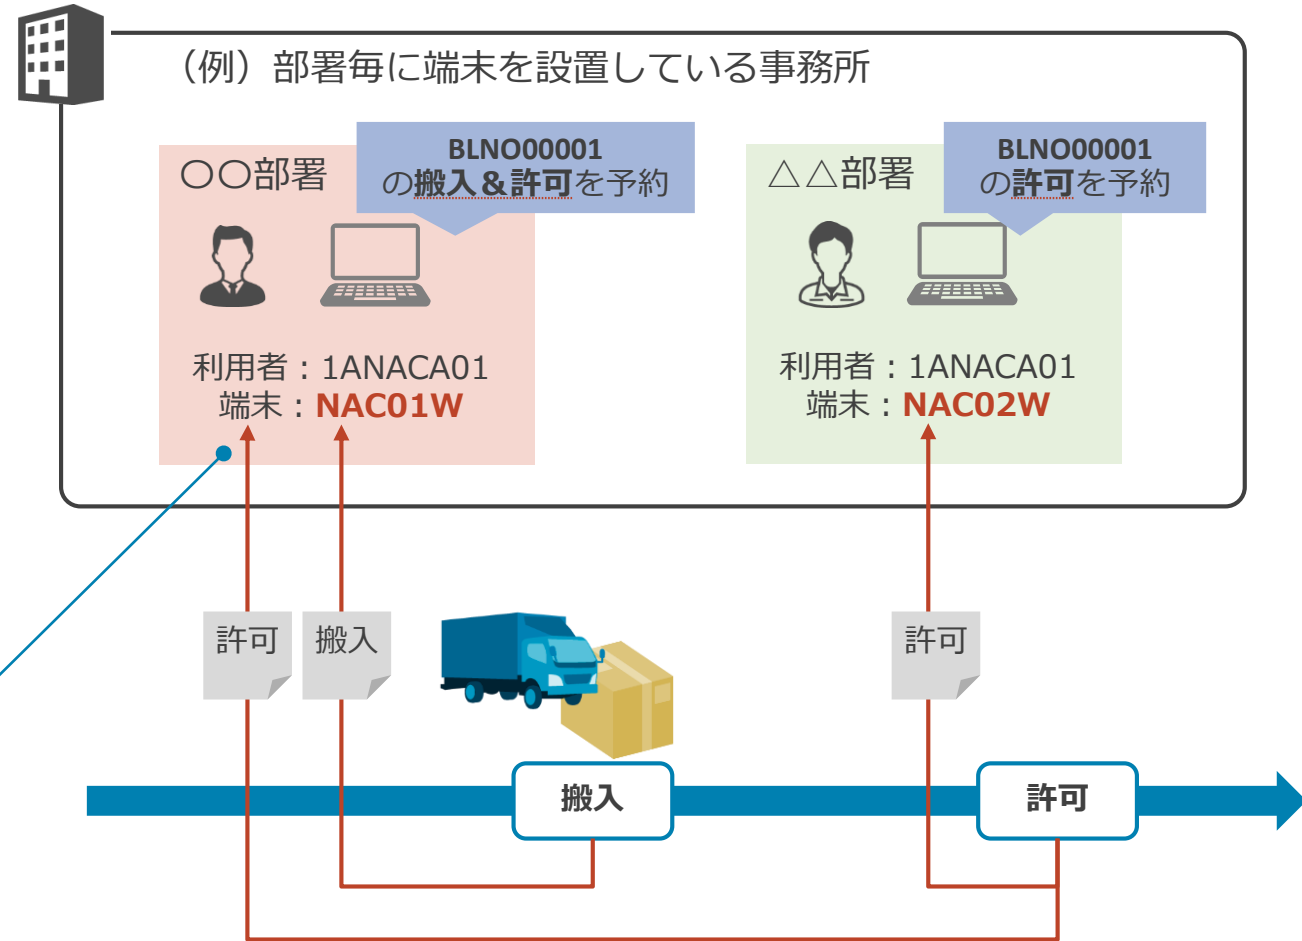 （例）部署毎に端末を設置している事務所
〇〇部署
BLNO00001
の搬入＆許可を予約
利用者：1ANACA01
端末：NAC01W
△△部署
BLNO00001
の許可を予約
利用者：1ANACA01
端末：NAC02W
許可
搬入
許可
搬入
許可